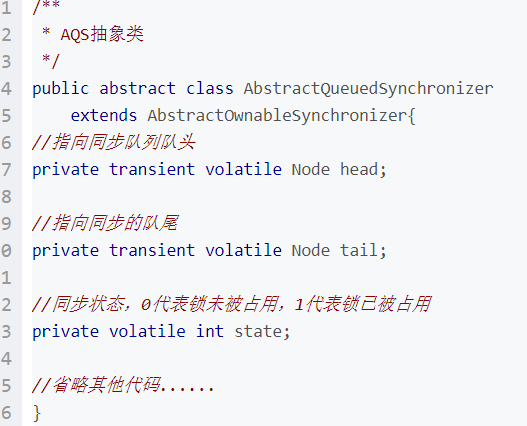 1 /**
2  * AQS抽象类
3  */
4 public abstract class AbstractQueuedSynchronizer
5     extends AbstractOwnableSynchronizer{
6 //指向同步队列队头
7 private transient volatile Node head;
8
9 //指向同步的队尾
0 private transient volatile Node tail;
1
2 //同步状态，0代表锁未被占用，1代表锁已被占用
3 private volatile int state;
4
5 //省略其他代码......
6 }